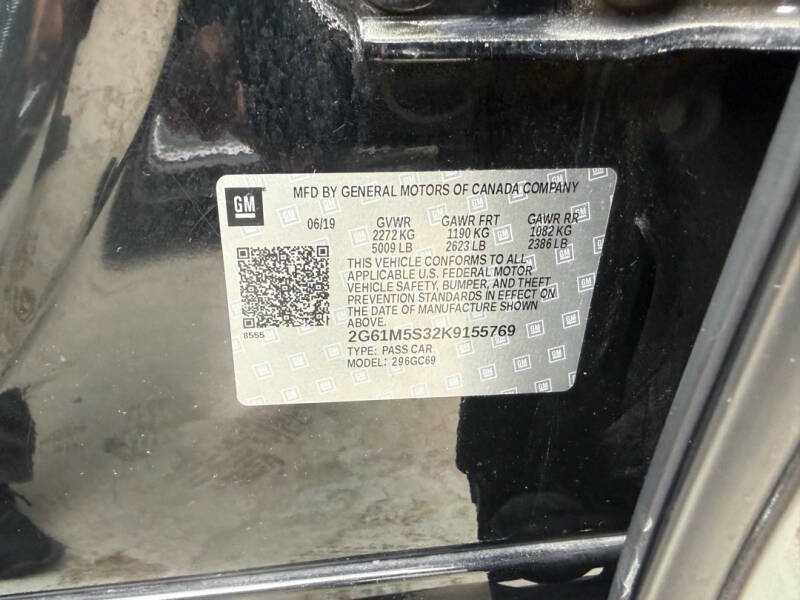 GM MFD BY GENERAL MOTORS OF CANADA COMPANY
06/19 GVWR GAWR FRT GAWR RR
2272 KG 1190 KG 1082 KG
5009 LB 2623 LB 2386 LB
THIS VEHICLE CONFORMS TO ALL
APPLICABLE U.S. FEDERAL MOTOR
VEHICLE SAFETY, BUMPER, AND THEFT
PREVENTION STANDARDS IN EFFECT ON
THE DATE OF MANUFACTURE SHOWN
ABOVE.
8555 2G61M5S32K9155769
TYPE: PASS CAR
MODEL: 296GC69